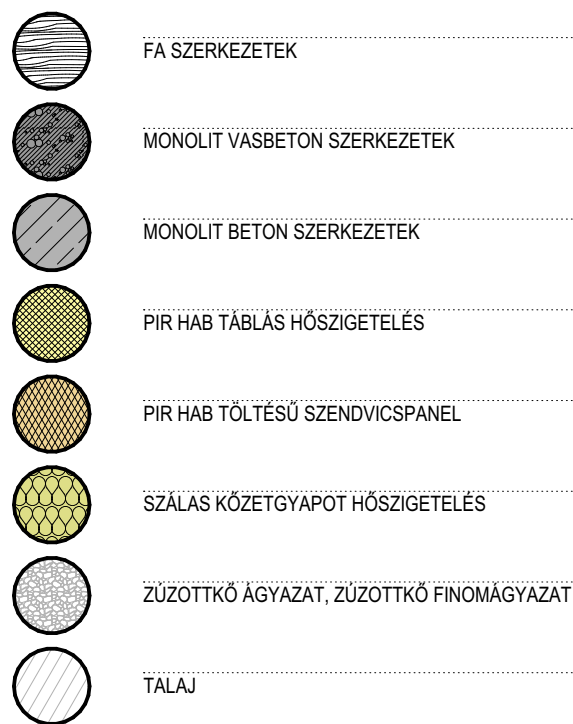 FA SZERKEZETEK
MONOLIT VASBETON SZERKEZETEK
MONOLIT BETON SZERKEZETEK
PIR HAB TÁBLÁS HŐSZIGETELÉS
PIR HAB TÖLTÉSŰ SZENDVICSPANEL
SZÁLAS KŐZETGYAPOT HŐSZIGETELÉS
ZÚZOTTKŐ ÁGYAZAT, ZÚZOTTKŐ FINOMÁGYAZAT
TALAJ